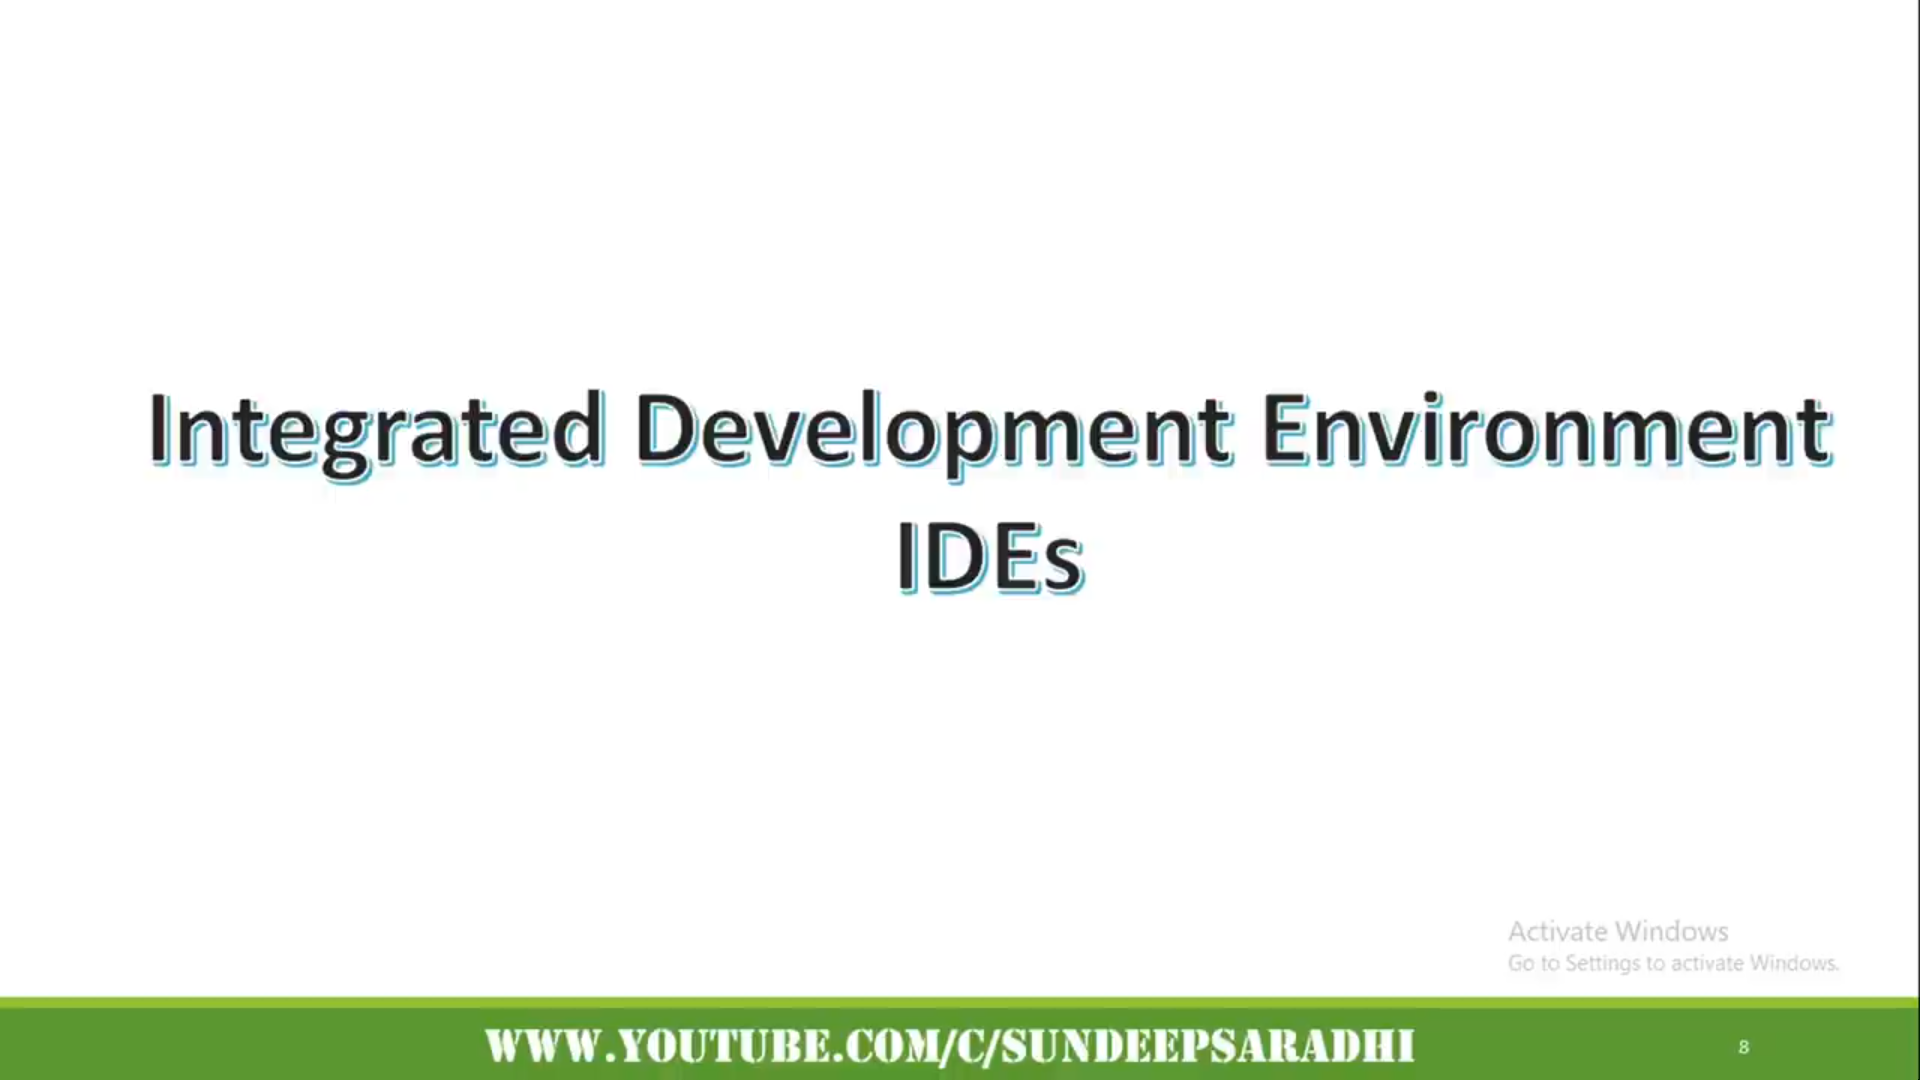 Integrated Development Environment
IDEs
Activate Windows
Go to Settings to activate Windows.
WWW.YOUTUBE.COM/C/SUNDEEPSARADHI
8